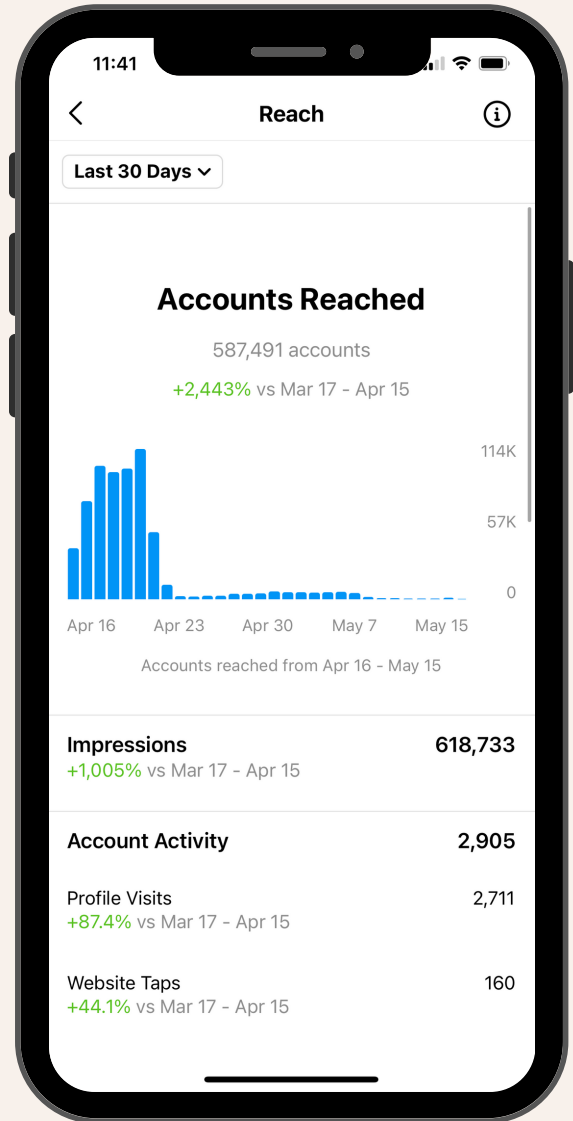 11:41
Reach
Last 30 Days
Accounts Reached
587,491 accounts
+2,443% vs Mar 17 - Apr 15
114K
57K
0
Apr 16 Apr 23 Apr 30 May 7 May 15
Accounts reached from Apr 16 - May 15
Impressions 618,733
+1,005% vs Mar 17 - Apr 15
Account Activity 2,905
Profile Visits 2,711
+87.4% vs Mar 17 - Apr 15
Website Taps 160
+44.1% vs Mar 17 - Apr 15